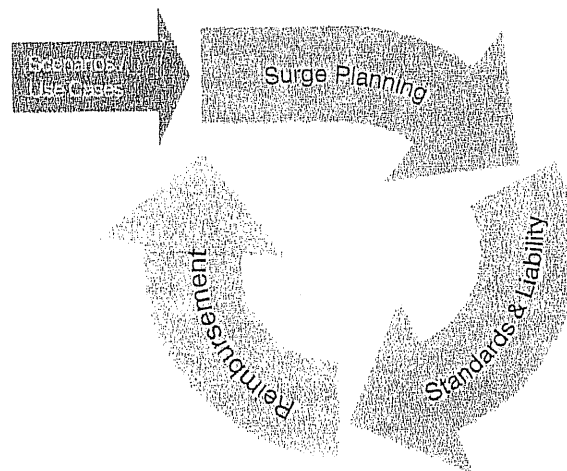 Scenarios /
Use Cases
Surge Planning
Standards & Liability
Reimbursement